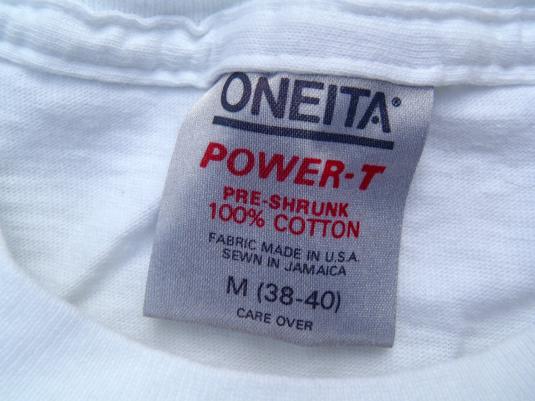 ONEITA®
POWER-T
PRE-SHRUNK
100% COTTON
FABRIC MADE IN U.S.A.
SEWN IN JAMAICA
M (38-40)
CARE OVER